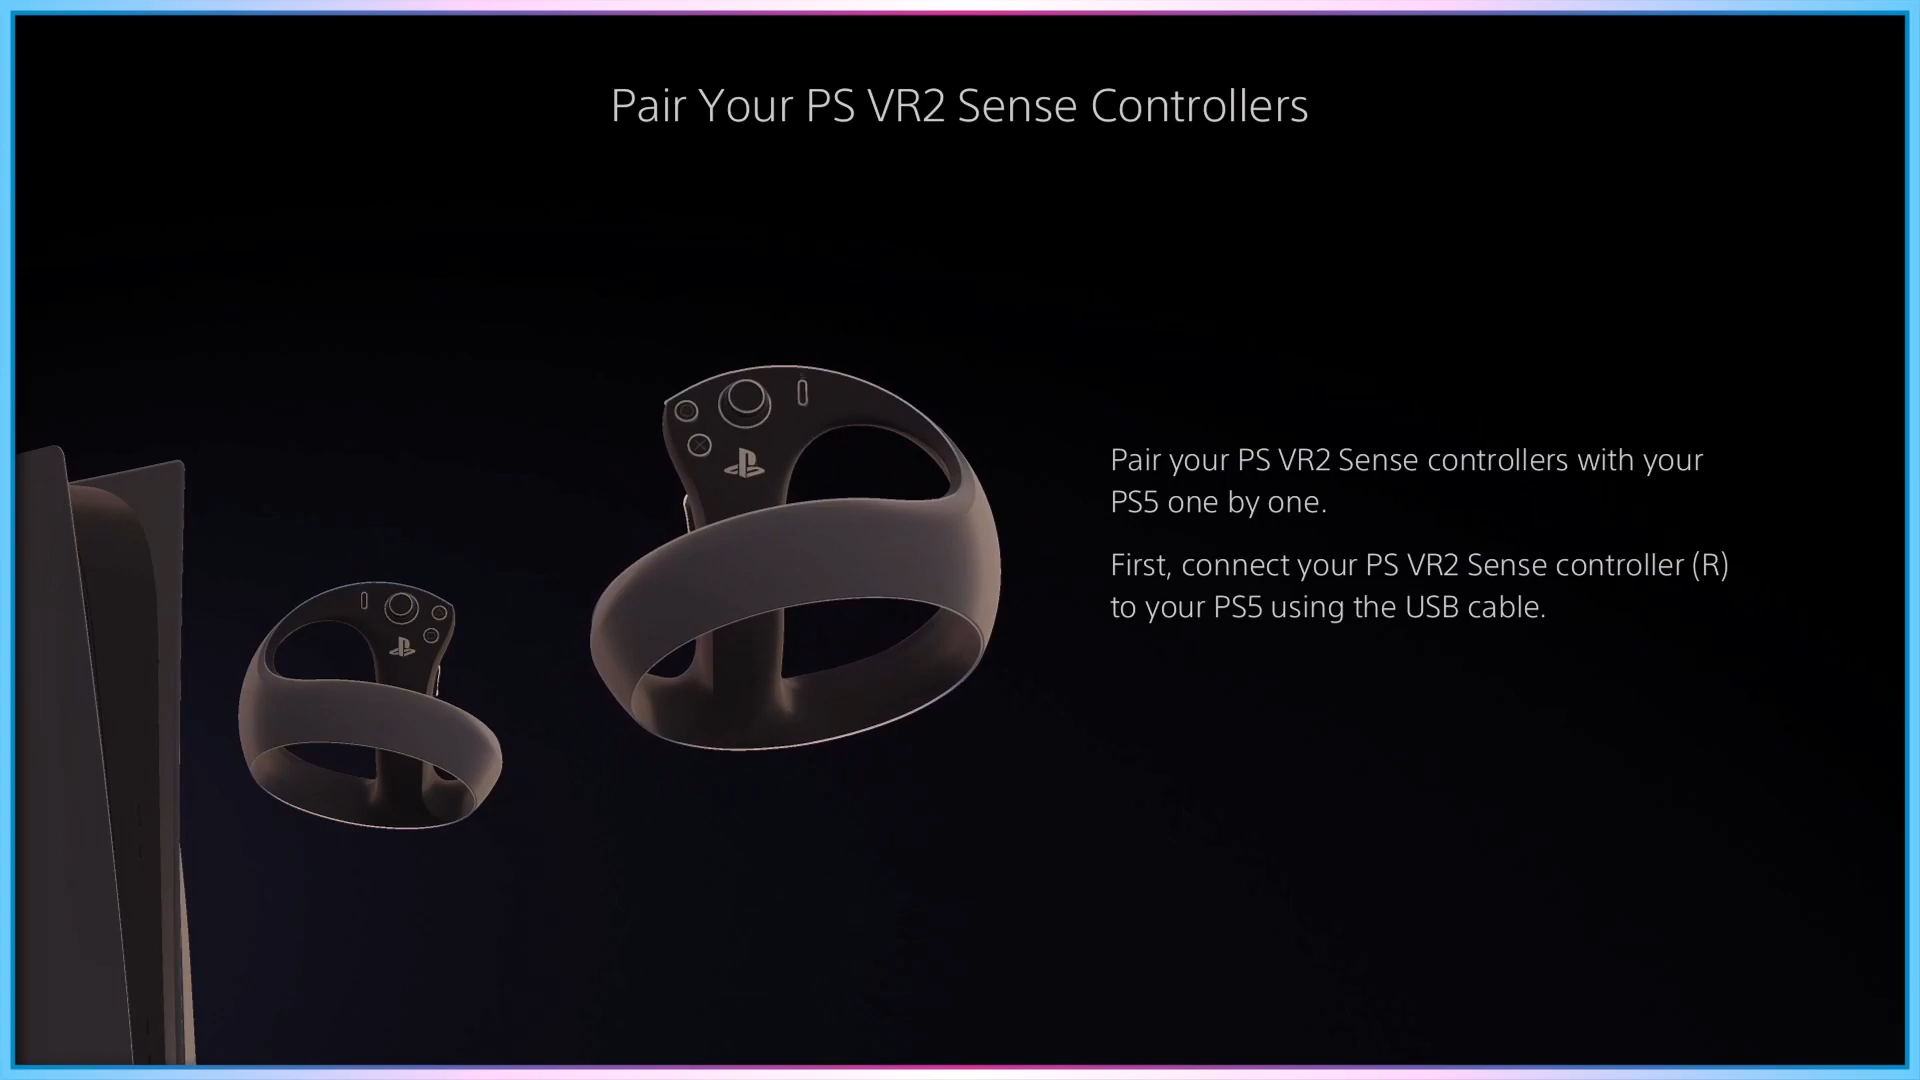 Pair Your PS VR2 Sense Controllers
Pair your PS VR2 Sense controllers with your
PS5 one by one.
First, connect your PS VR2 Sense controller (R)
to your PS5 using the USB cable.